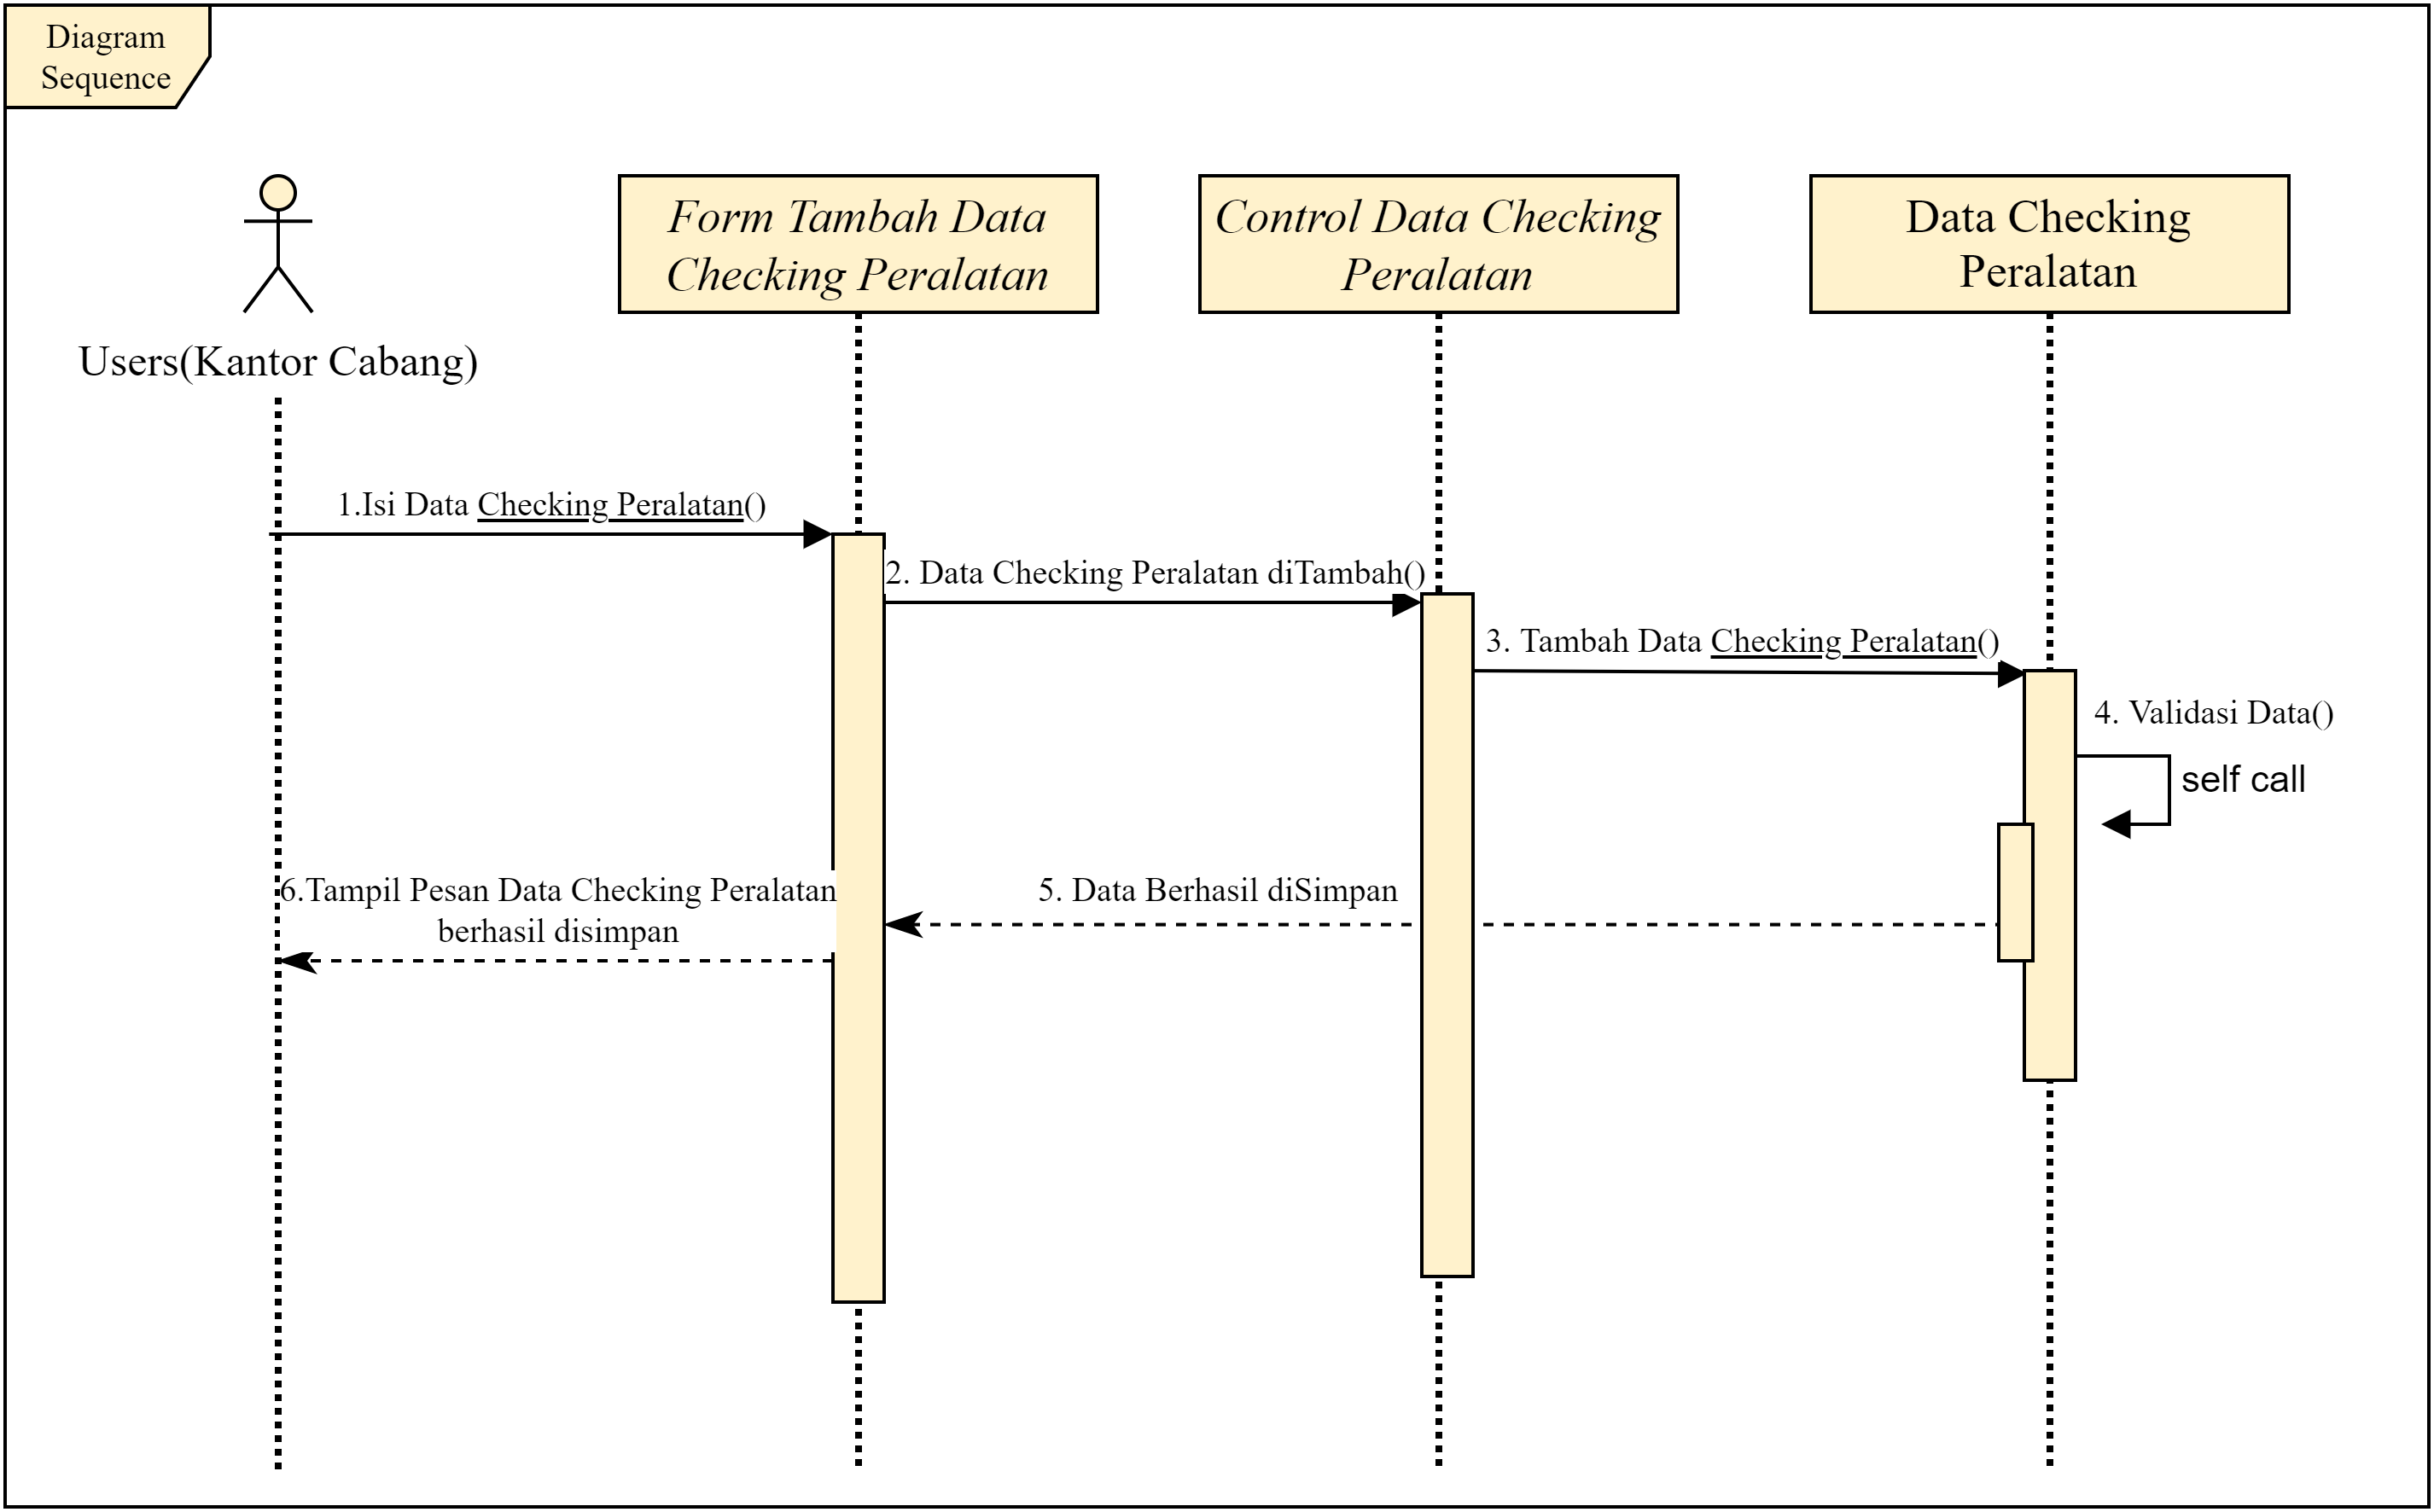 Diagram
Sequence
Form Tambah Data
Checking Peralatan
Control Data Checking
Peralatan
Data Checking
Peralatan
Users(Kantor Cabang)
1.Isi Data Checking Peralatan()
2. Data Checking Peralatan diTambah()
3. Tambah Data Checking Peralatan()
4. Validasi Data()
self call
5. Data Berhasil diSimpan
6.Tampil Pesan Data Checking Peralatan
berhasil disimpan